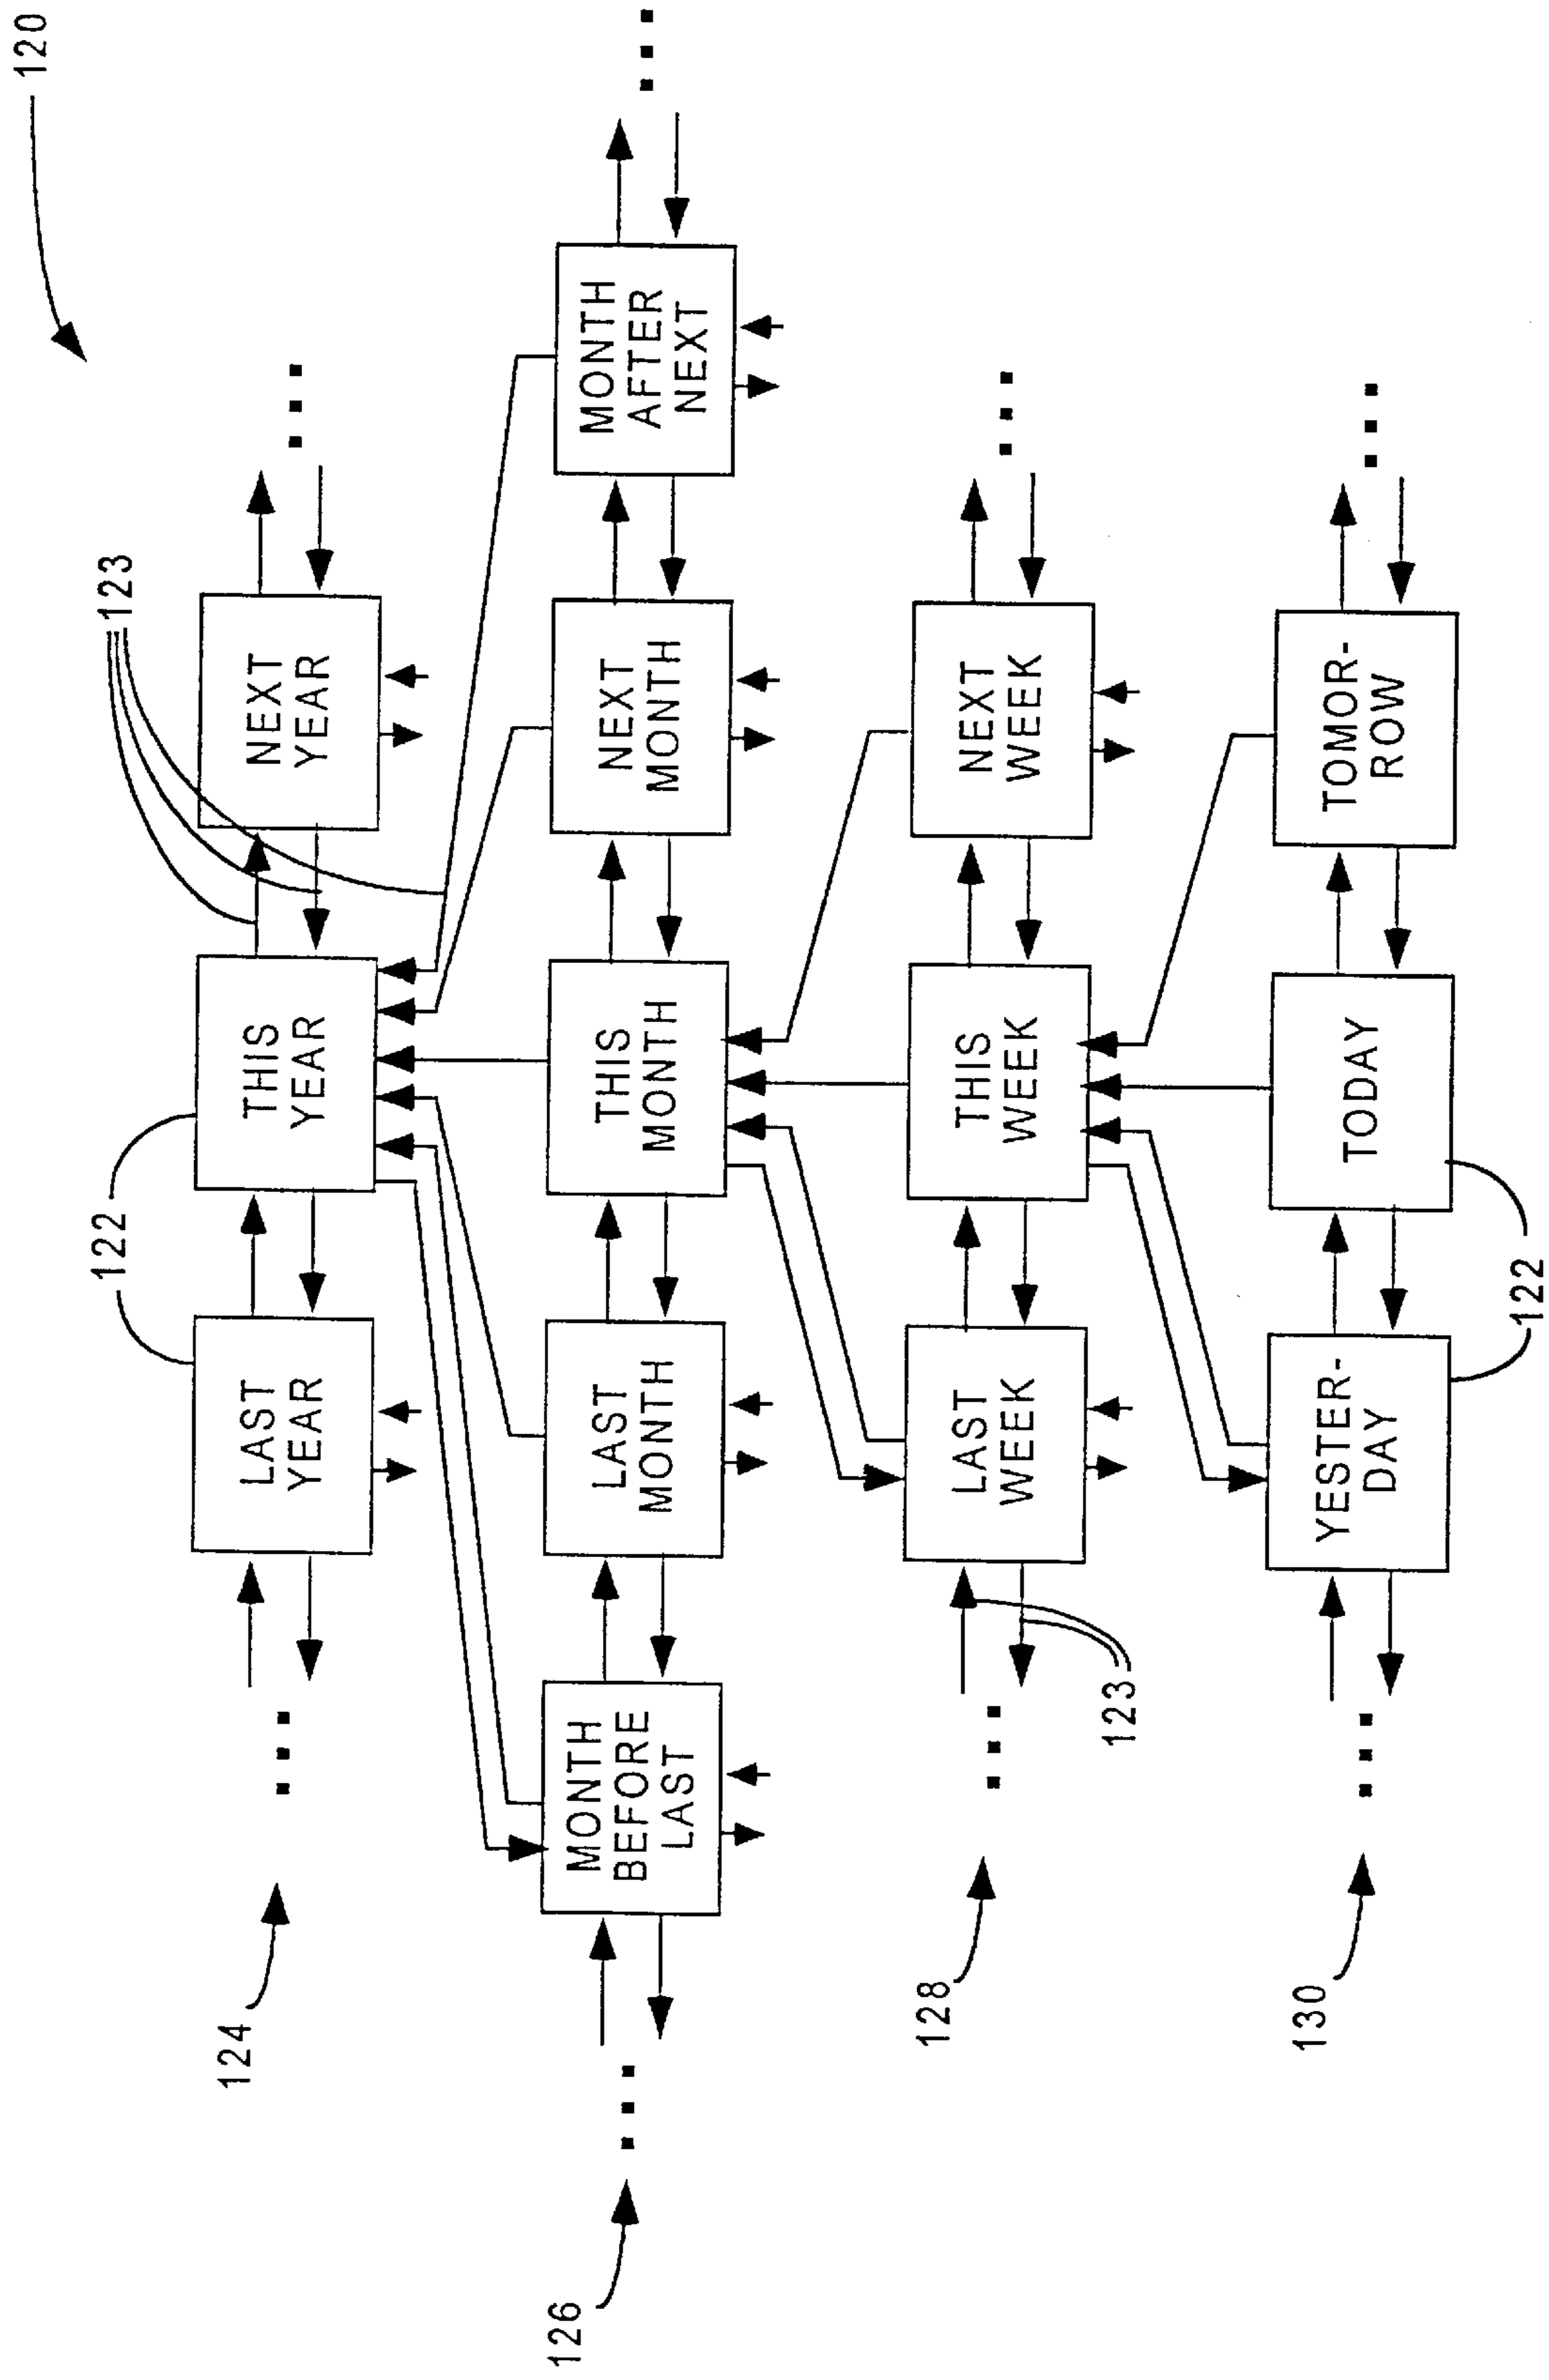 120
123
122
LAST
YEAR
THIS
YEAR
NEXT
YEAR
...
...
124
MONTH
BEFORE
LAST
LAST
MONTH
THIS
MONTH
NEXT
MONTH
MONTH
AFTER
NEXT
...
...
126
LAST
WEEK
THIS
WEEK
NEXT
WEEK
...
...
128
123
YESTER-
DAY
TODAY
TOMOR-
ROW
...
...
130
122